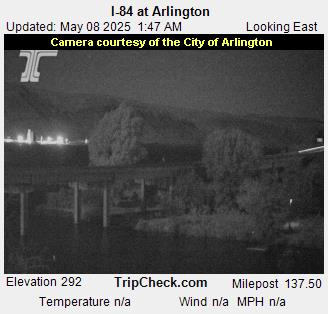 I-84 at Arlington
Updated: May 08 2025 1:47 AM Looking East
Camera courtesy of the City of Arlington
Elevation 292 TripCheck.com Milepost 137.50
Temperature n/a Wind n/a MPH n/a